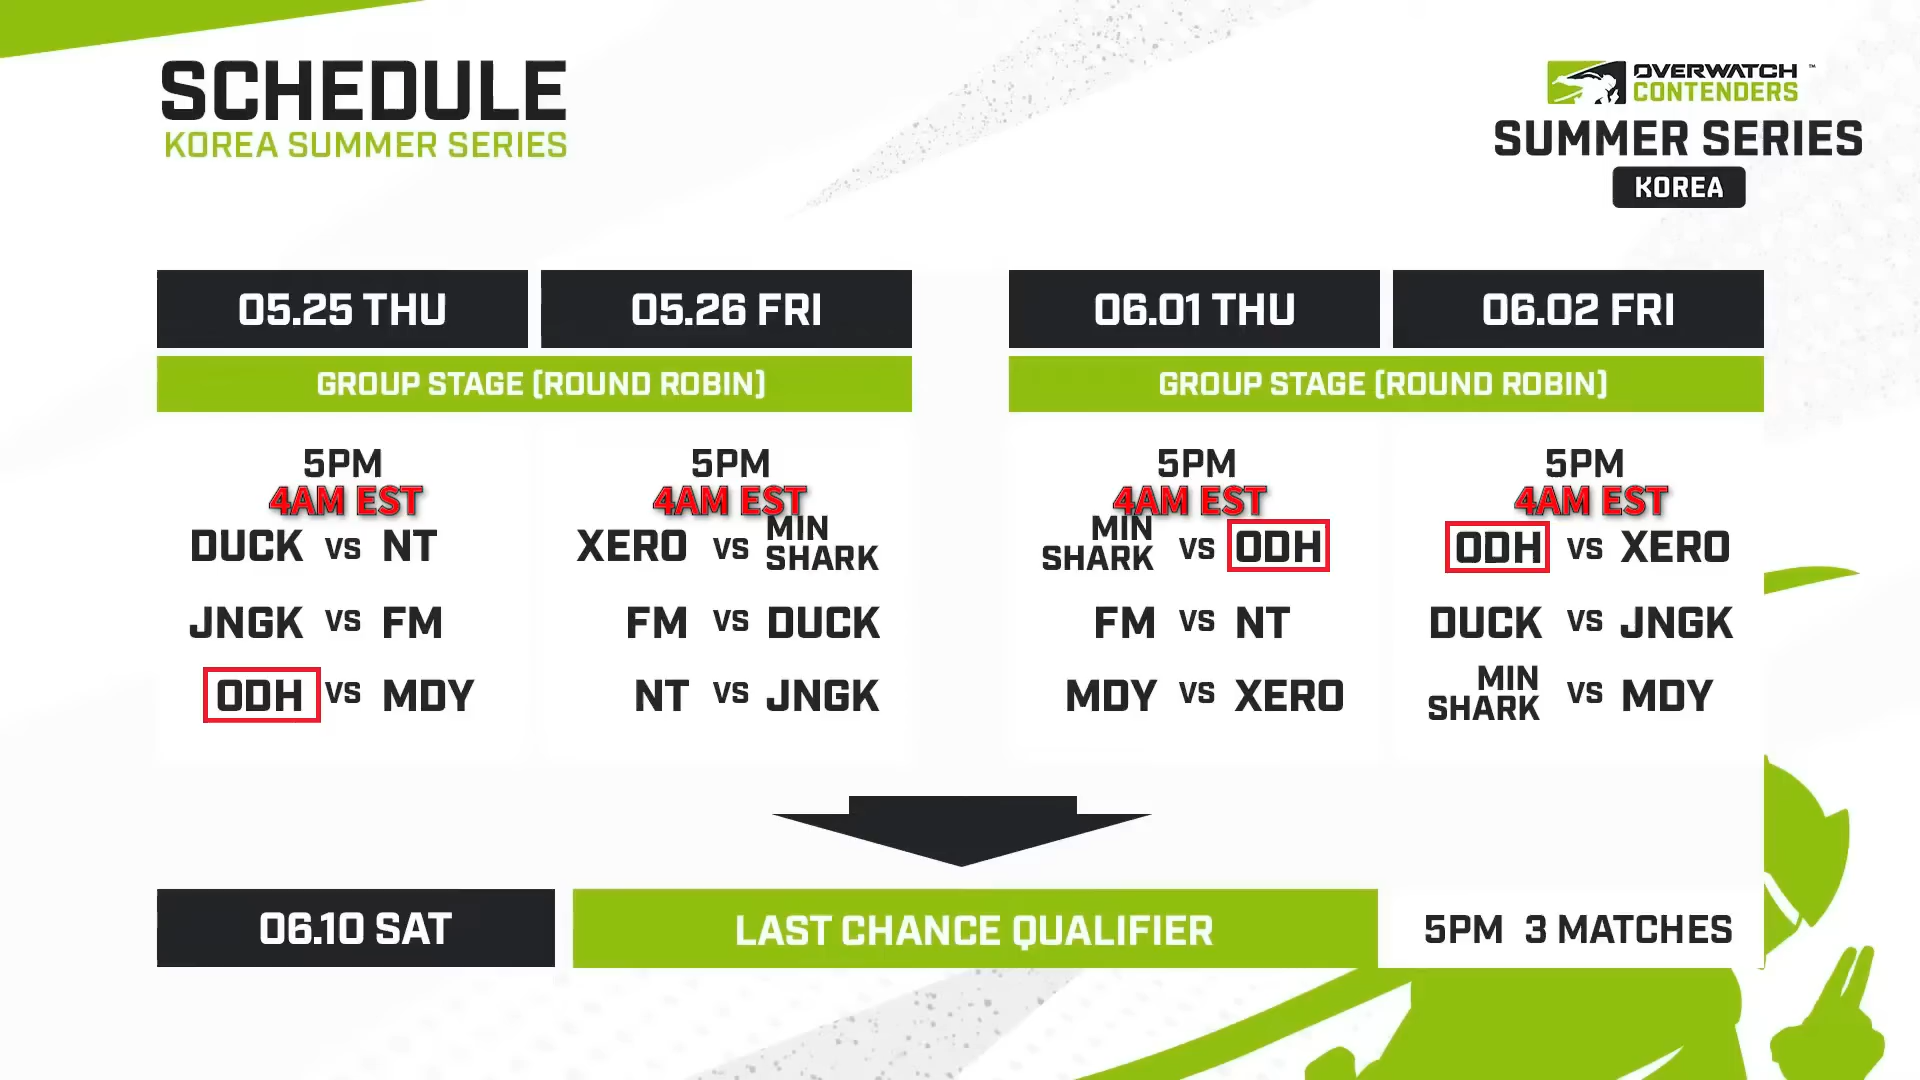 SCHEDULE
KOREA SUMMER SERIES
OVERWATCH™
CONTENDERS
SUMMER SERIES
KOREA
05.25 THU
05.26 FRI
GROUP STAGE (ROUND ROBIN)
5PM
4AM EST
DUCK VS NT
JNGK VS FM
ODH VS MDY
5PM
4AM EST
XERO VS MIN SHARK
FM VS DUCK
NT VS JNGK
06.01 THU
06.02 FRI
GROUP STAGE (ROUND ROBIN)
5PM
4AM EST
MIN SHARK VS ODH
FM VS NT
MDY VS XERO
5PM
4AM EST
ODH VS XERO
DUCK VS JNGK
MIN SHARK VS MDY
06.10 SAT
LAST CHANCE QUALIFIER
5PM 3 MATCHES